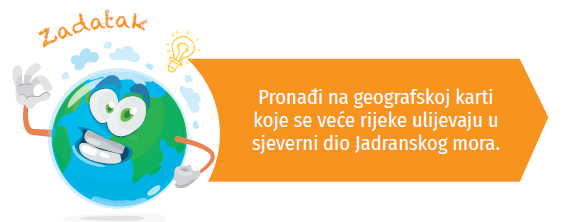 zadatak
Pronađi na geografskoj karti
koje se veće rijeke ulijevaju u
sjeverni dio Jadranskog mora.